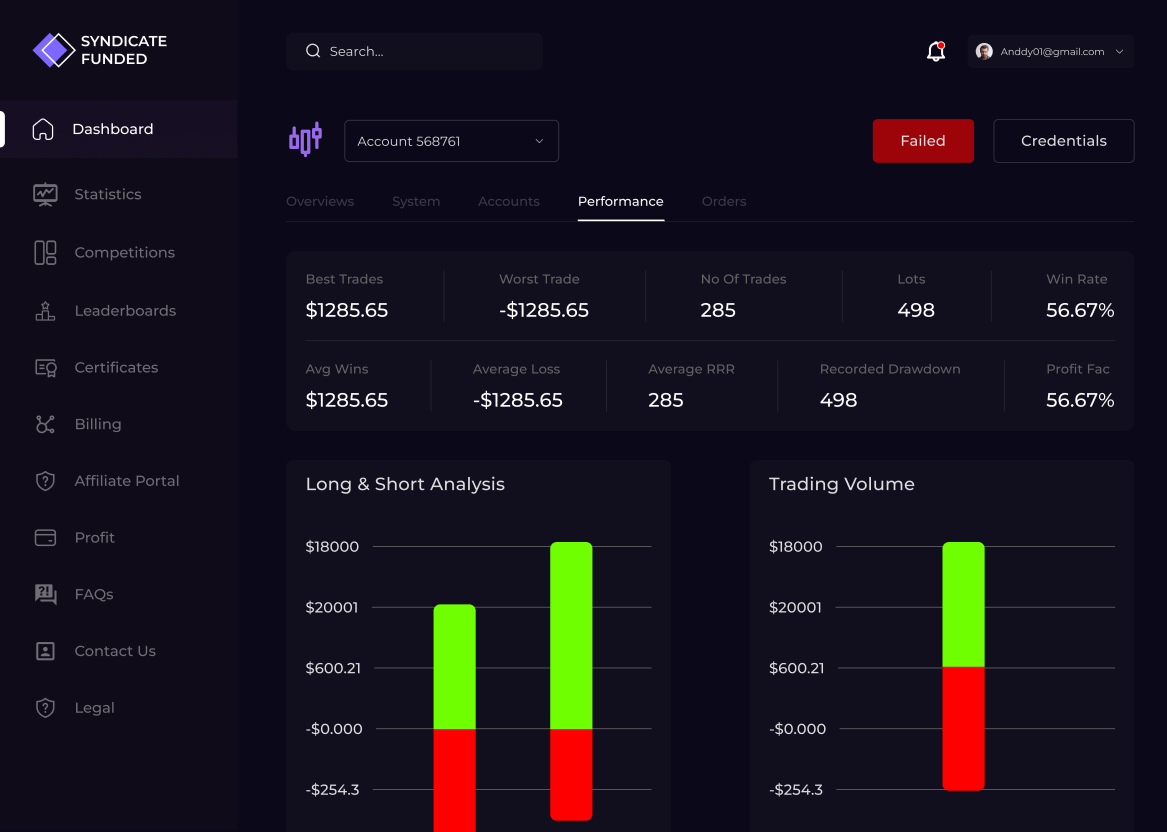 SYNDICATE
FUNDED
Search...
Anddy01@gmail.com
Dashboard
Statistics
Competitions
Leaderboards
Certificates
Billing
Affiliate Portal
Profit
FAQs
Contact Us
Legal
Account 568761
Failed
Credentials
Overviews
System
Accounts
Performance
Orders
Best Trades
$1285.65
Worst Trade
-$1285.65
No Of Trades
285
Lots
498
Win Rate
56.67%
Avg Wins
$1285.65
Average Loss
-$1285.65
Average RRR
285
Recorded Drawdown
498
Profit Fac
56.67%
Long & Short Analysis
$18000
$20001
$600.21
-$0.000
-$254.3
Trading Volume
$18000
$20001
$600.21
-$0.000
-$254.3